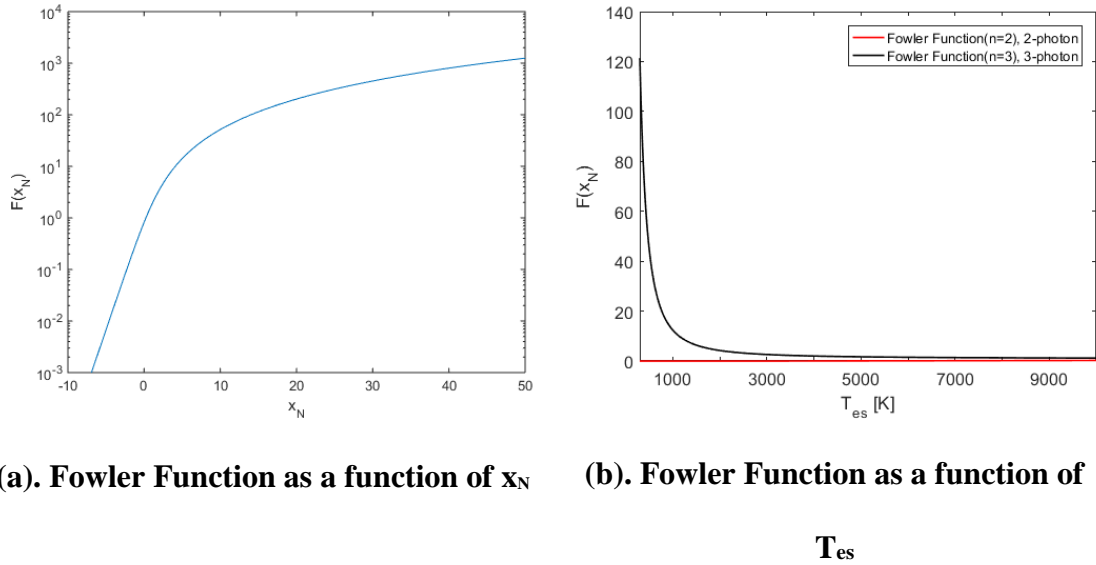 10^4
10^3
10^2
10^1
10^0
10^-1
10^-2
10^-3
F(x_N)
-10 0 10 20 30 40 50
x_N
140
120
100
80
60
40
20
0
F(x_N)
Fowler Function(n=2), 2-photon
Fowler Function(n=3), 3-photon
1000 3000 5000 7000 9000
T_es [K]
(a). Fowler Function as a function of x_N
(b). Fowler Function as a function of
T_es